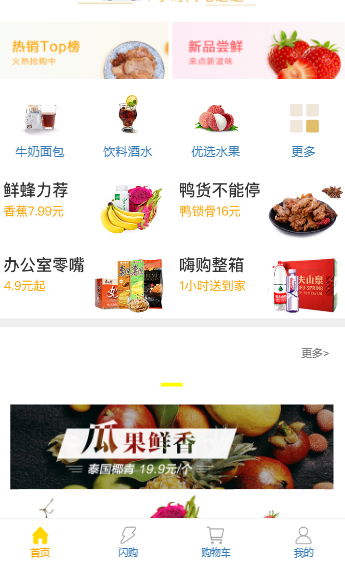 热销Top榜
火热抢购中
新品尝鲜
来点新滋味
牛奶面包
饮料酒水
优选水果
更多
鲜蜂力荐
香蕉7.99元
鸭货不能停
鸭锁骨16元
办公室零嘴
4.9元起
嗨购整箱
1小时送到家
更多>
瓜果鲜香
泰国椰青 19.9元/个
首页
闪购
购物车
我的